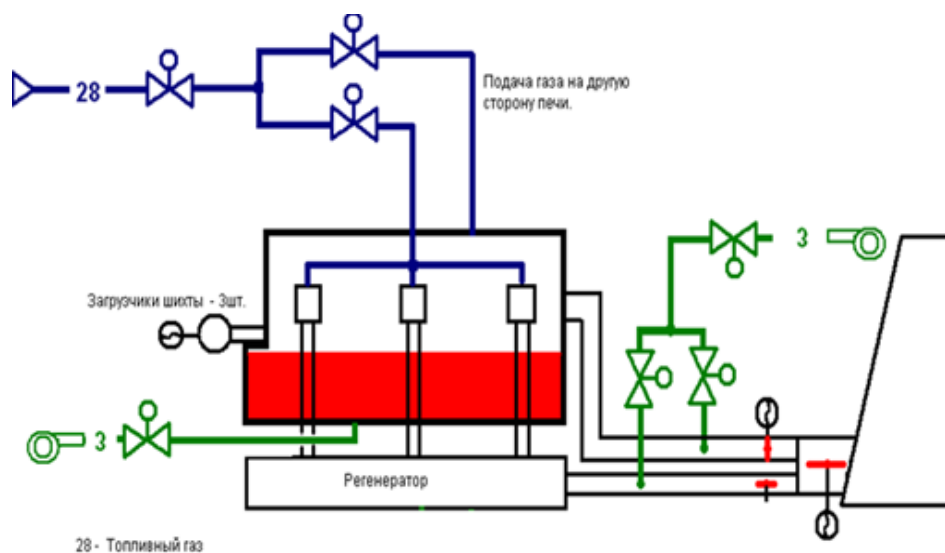 28
Подача газа на другую
сторону печи.
3
Загрузчики шихты - 3шт.
3
Регенератор
28 - Топливный газ